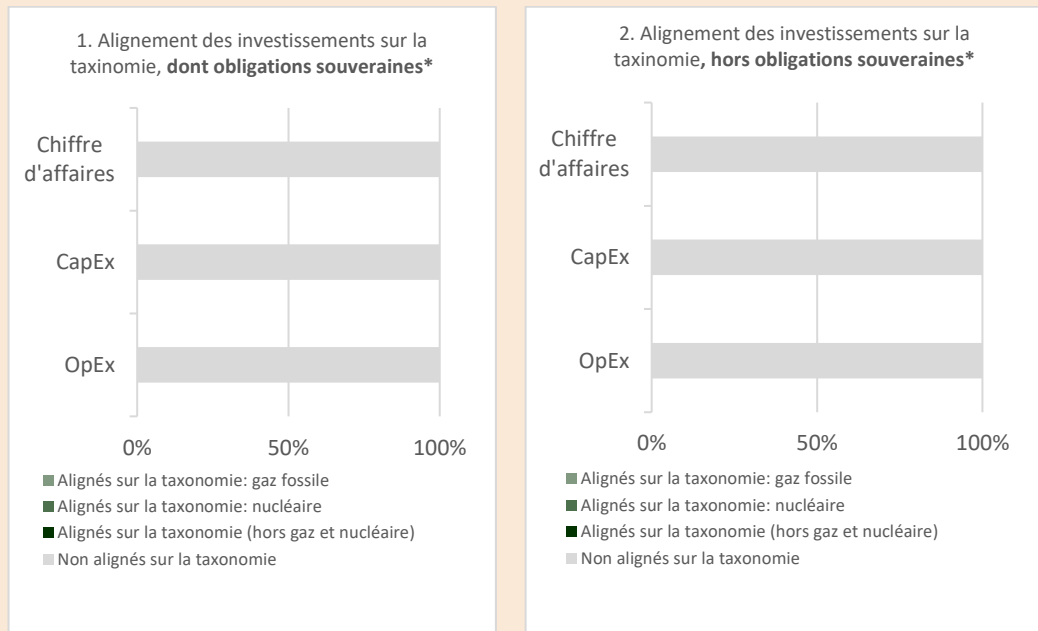 1. Alignement des investissements sur la
taxinomie, dont obligations souveraines*
Chiffre
d'affaires
CapEx
OpEx
0% 50% 100%
Alignés sur la taxonomie: gaz fossile
Alignés sur la taxonomie: nucléaire
Alignés sur la taxonomie (hors gaz et nucléaire)
Non alignés sur la taxonomie
2. Alignement des investissements sur la
taxinomie, hors obligations souveraines*
Chiffre
d'affaires
CapEx
OpEx
0% 50% 100%
Alignés sur la taxonomie: gaz fossile
Alignés sur la taxonomie: nucléaire
Alignés sur la taxonomie (hors gaz et nucléaire)
Non alignés sur la taxonomie